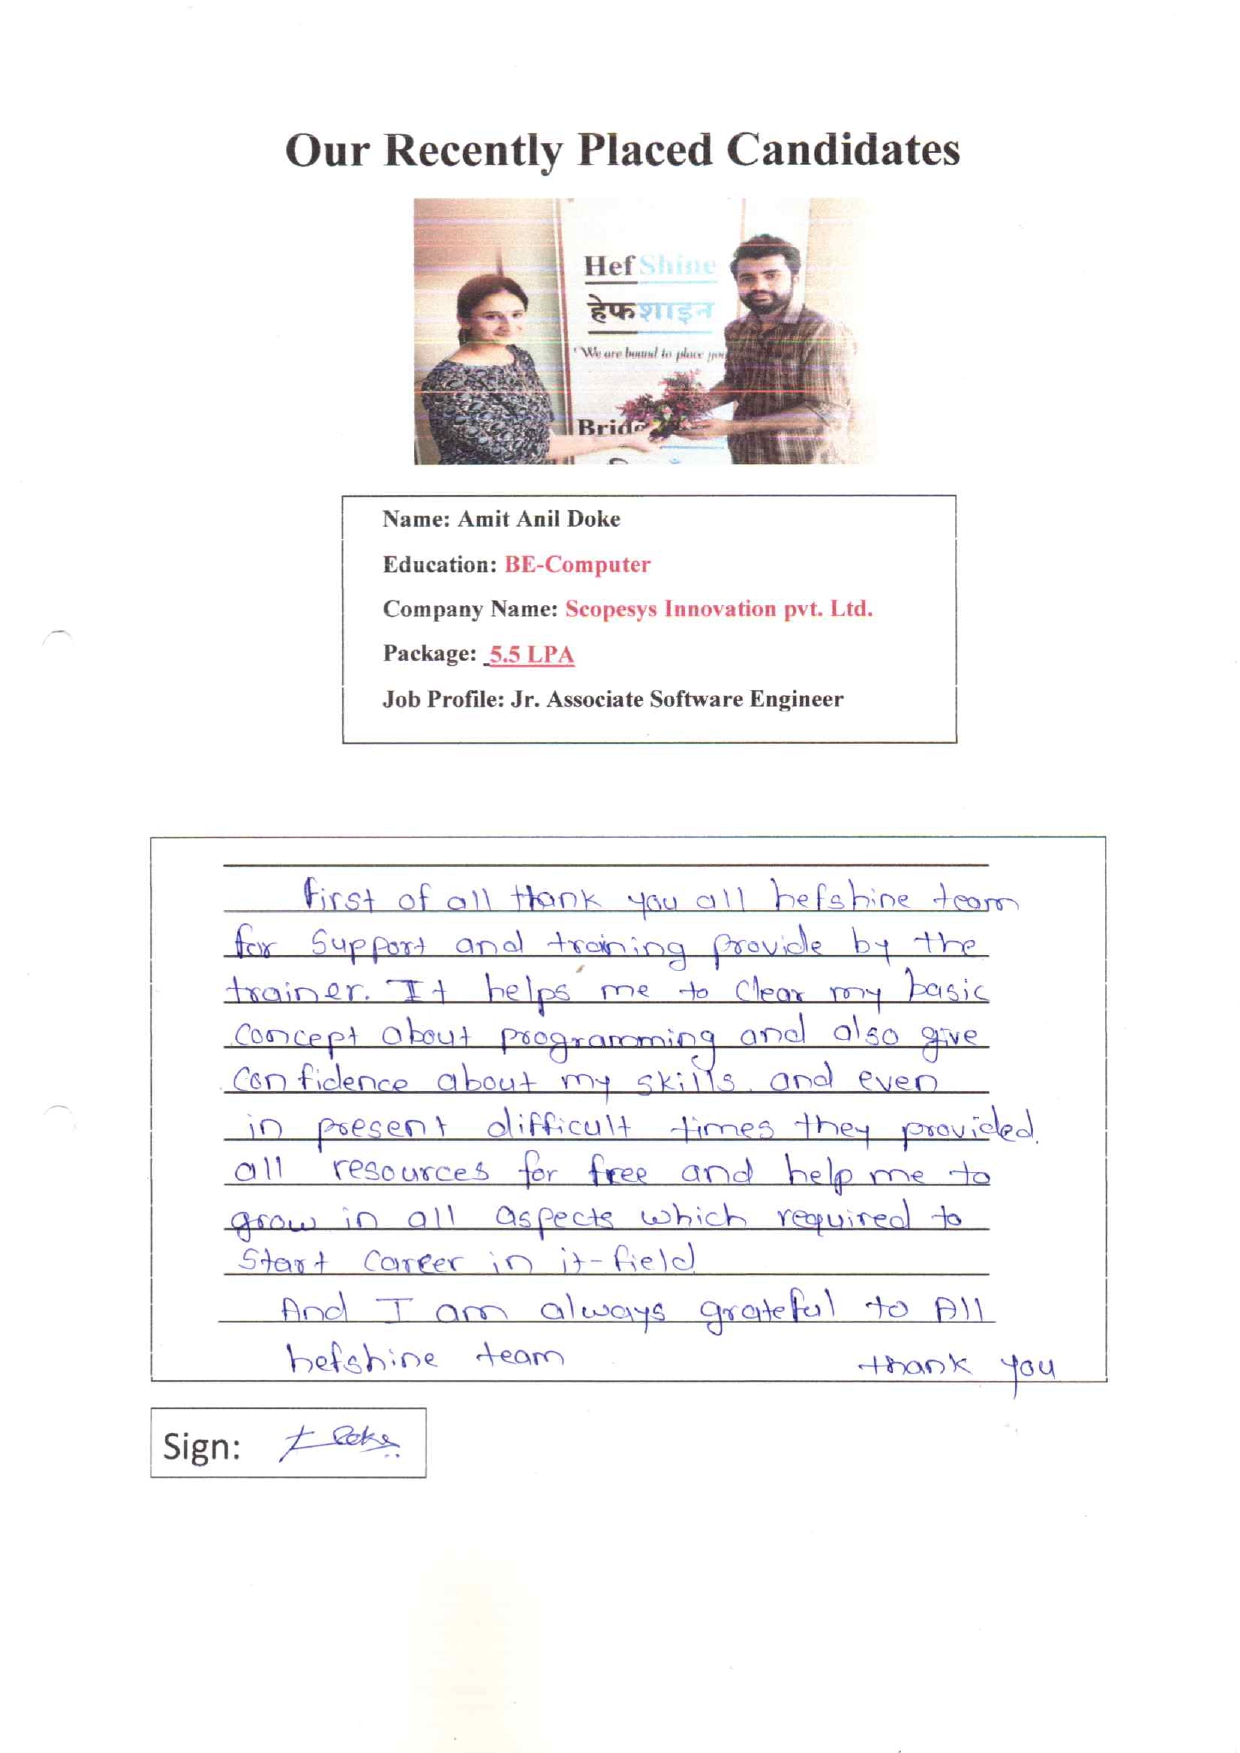 Our Recently Placed Candidates
HefShine
हेफशाइन
"We are bound to place you
Bridge
Name: Amit Anil Doke
Education: BE-Computer
Company Name: Scopesys Innovation pvt. Ltd.
Package: 5.5 LPA
Job Profile: Jr. Associate Software Engineer
First of all thank you all hefshine team
for support and training provide by the
trainer. It helps me to clear my basic
concept about programming and also give
confidence about my skills. and even
in present difficult times they provided
all resources for free and help me to
grow in all aspects which required to
start career in it-field
And I am always grateful to All
hefshine team thank you
Sign: Doke